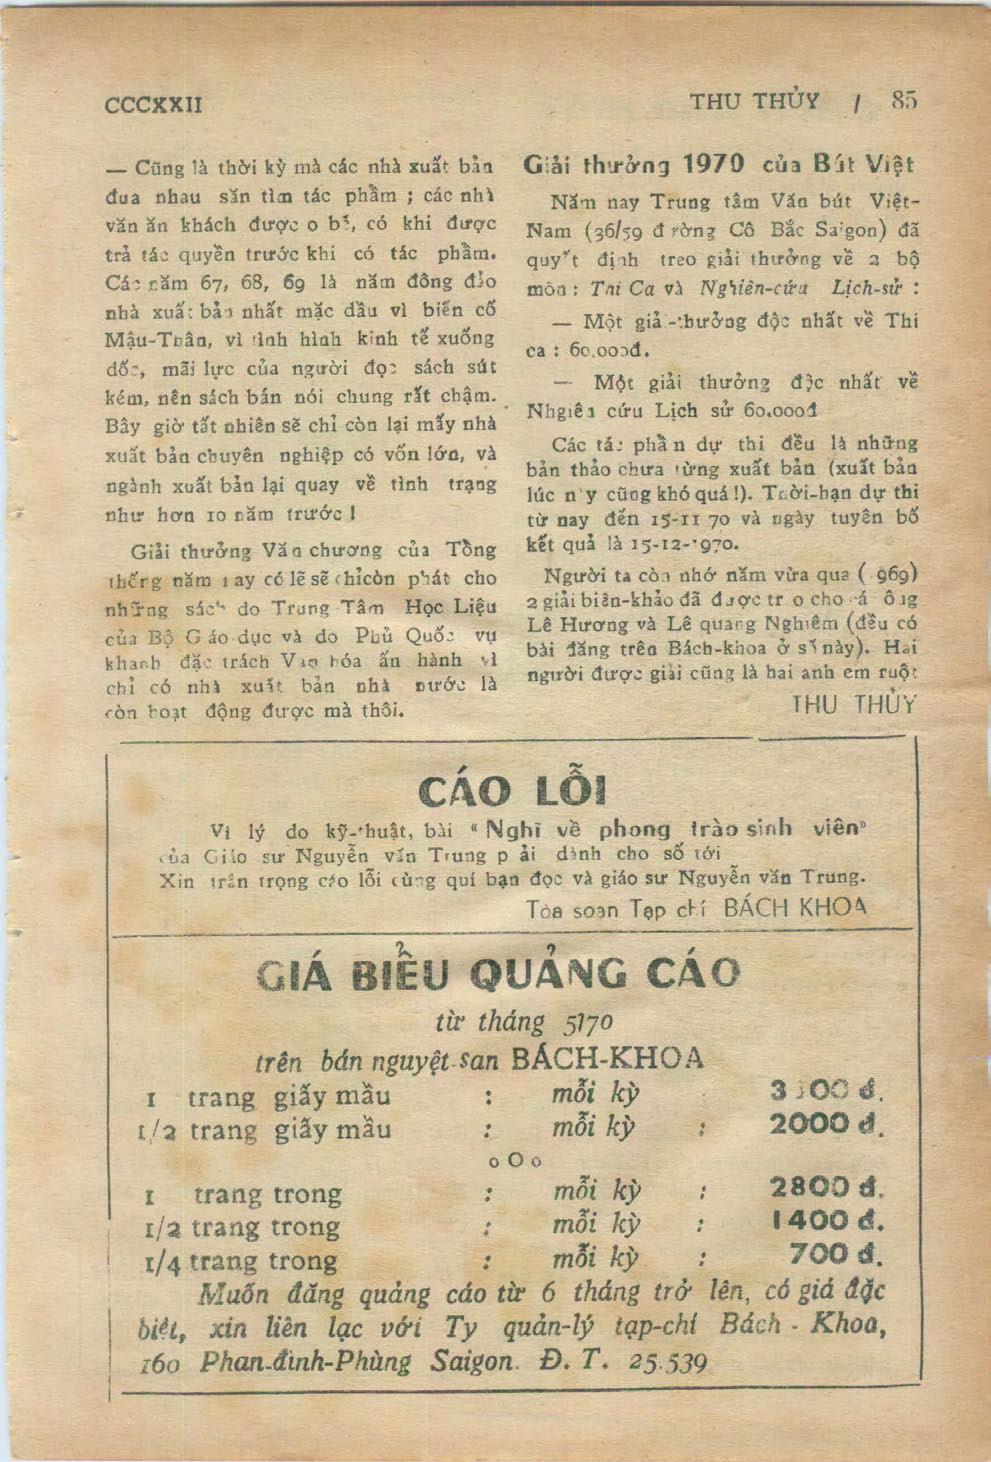 CCCXXII
THU THỦY / 85
— Cũng là thời kỳ mà các nhà xuất bản
đua nhau săn tìm tác phẩm ; các nhà
văn ăn khách được o bế, có khi được
trả tác quyền trước khi có tác phẩm.
Các năm 67, 68, 69 là năm đông đảo
nhà xuất bản nhất mặc dầu vì biến cố
Mậu-Thân, vì tình hình kinh tế xuống
dốc, mãi lực của người đọc sách sút
kém, nên sách bán nói chung rất chậm.
Bây giờ tất nhiên sẽ chỉ còn lại mấy nhà
xuất bản chuyên nghiệp có vốn lớn, và
ngành xuất bản lại quay về tình trạng
như hơn 10 năm trước !
Giải thưởng Văn chương của Tổng
thống năm nay có lẽ sẽ chỉcòn phát cho
những sách do Trung Tâm Học Liệu
của Bộ Giáo dục và do Phủ Quốc vụ
khanh đặc trách Văn hóa ấn hành vì
chỉ có nhà xuất bản nhà nước là
còn hoạt động được mà thôi.
Giải thưởng 1970 của Bút Việt
Năm nay Trung tâm Văn bút Việt-
Nam (36/59 đường Cô Bắc Saigon) đã
quyết định treo giải thưởng về 2 bộ
môn : Thi Ca và Nghiên-cứu Lịch-sử :
— Một giải-thưởng độc nhất về Thi
ca : 60.000đ.
— Một giải thưởng độc nhất về
Nhgiên cứu Lịch sử 60.000đ
Các tác phẩn dự thi đều là những
bản thảo chưa từng xuất bản (xuất bản
lúc này cũng khó quá !). Thời-hạn dự thi
từ nay đến 15-11 70 và ngày tuyên bố
kết quả là 15-12-1970.
Người ta còn nhớ năm vừa qua (1969)
2 giải biên-khảo đã được trao cho cá ông
Lê Hương và Lê quang Nghiêm (đều có
bài đăng trên Bách-khoa ở số này). Hai
người được giải cũng là hai anh em ruột
THU THỦY
CÁO LỖI
Vì lý do kỹ-thuật, bài « Nghĩ về phong trào sinh viên»
của Giáo sư Nguyễn văn Trung phải dành cho số tới
Xin trân trọng cáo lỗi cùng quí bạn đọc và giáo sư Nguyễn văn Trung.
Tòa soạn Tạp chí BÁCH KHOA
GIÁ BIỂU QUẢNG CÁO
từ tháng 5170
trên bán nguyệt-san BÁCH-KHOA
1 trang giấy mầu : mỗi kỳ 3 00 đ.
1/2 trang giấy mầu : mỗi kỳ : 2000 đ.
oOo
1 trang trong : mỗi kỳ : 2800 đ.
1/2 trang trong : mỗi kỳ : 1400 đ.
1/4 trang trong : mỗi kỳ : 700 đ.
Muốn đăng quảng cáo từ 6 tháng trở lên, có giá đặc
biệt, xin liên lạc với Ty quản-lý tạp-chí Bách - Khoa,
160 Phan-đình-Phùng Saigon. Đ. T. 25.539